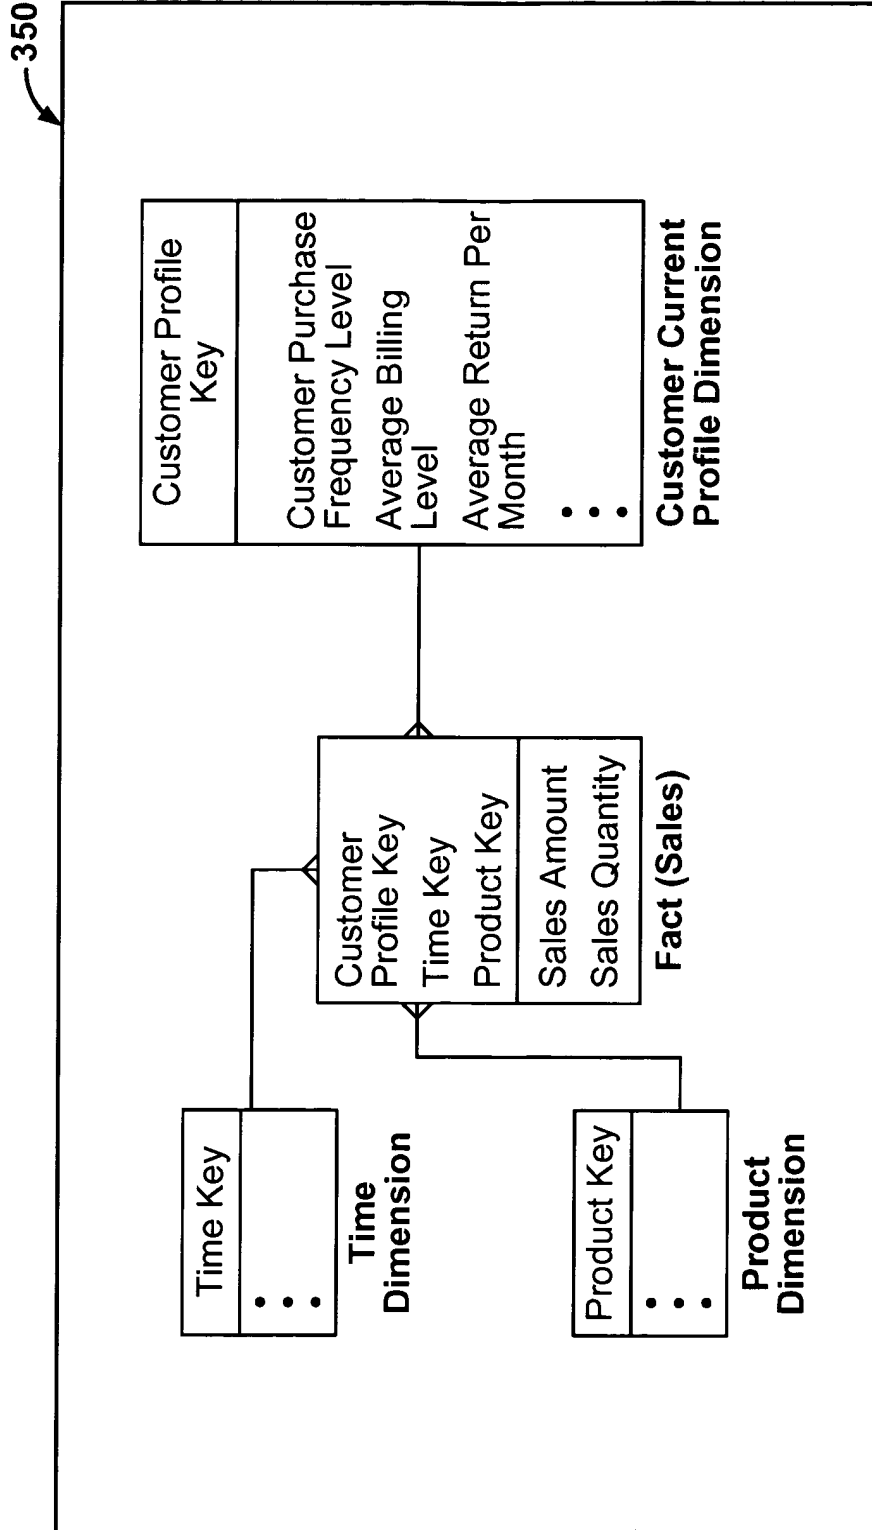 350
Time Key
Time
Dimension
Product Key
Product
Dimension
Customer
Profile Key
Time Key
Product Key
Sales Amount
Sales Quantity
Fact (Sales)
Customer Profile
Key
Customer Purchase
Frequency Level
Average Billing
Level
Average Return Per
Month
Customer Current
Profile Dimension